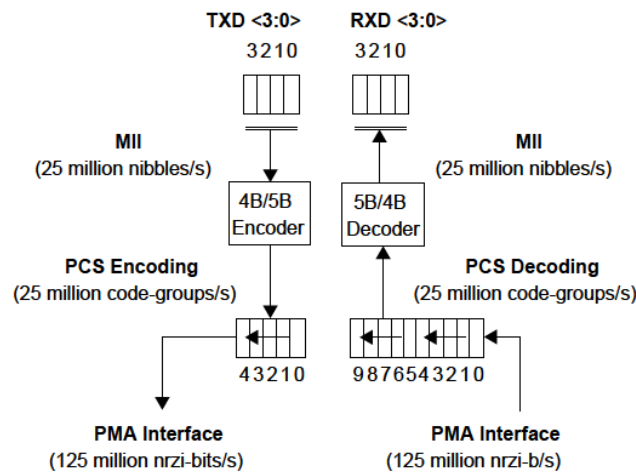 TXD <3:0> RXD <3:0>
3210 3210
MII MII
(25 million nibbles/s) (25 million nibbles/s)
4B/5B 5B/4B
Encoder Decoder
PCS Encoding PCS Decoding
(25 million code-groups/s) (25 million code-groups/s)
43210 9876543210
PMA Interface PMA Interface
(125 million nrzi-bits/s) (125 million nrzi-b/s)